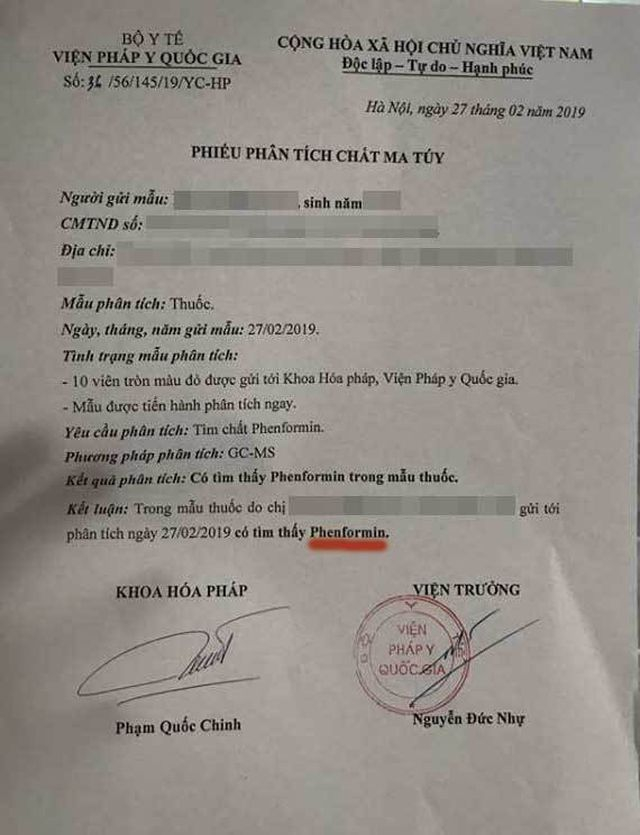 BỘ Y TẾ
VIỆN PHÁP Y QUỐC GIA
Số: 36 /56/145/19/YC-HP
CỘNG HÒA XÃ HỘI CHỦ NGHĨA VIỆT NAM
Độc lập – Tự do – Hạnh phúc
Hà Nội, ngày 27 tháng 02 năm 2019
PHIẾU PHÂN TÍCH CHẤT MA TÚY
Người gửi mẫu: , sinh năm
CMTND số:
Địa chỉ:
Mẫu phân tích: Thuốc.
Ngày, tháng, năm gửi mẫu: 27/02/2019.
Tình trạng mẫu phân tích:
- 10 viên tròn màu đỏ được gửi tới Khoa Hóa pháp, Viện Pháp y Quốc gia.
- Mẫu được tiến hành phân tích ngay.
Yêu cầu phân tích: Tìm chất Phenformin.
Phương pháp phân tích: GC-MS
Kết quả phân tích: Có tìm thấy Phenformin trong mẫu thuốc.
Kết luận: Trong mẫu thuốc do chị gửi tới
phân tích ngày 27/02/2019 có tìm thấy Phenformin.
KHOA HÓA PHÁP
VIỆN TRƯỞNG
VIỆN
PHÁP Y
QUỐC GIA
Phạm Quốc Chinh
Nguyễn Đức Nhự